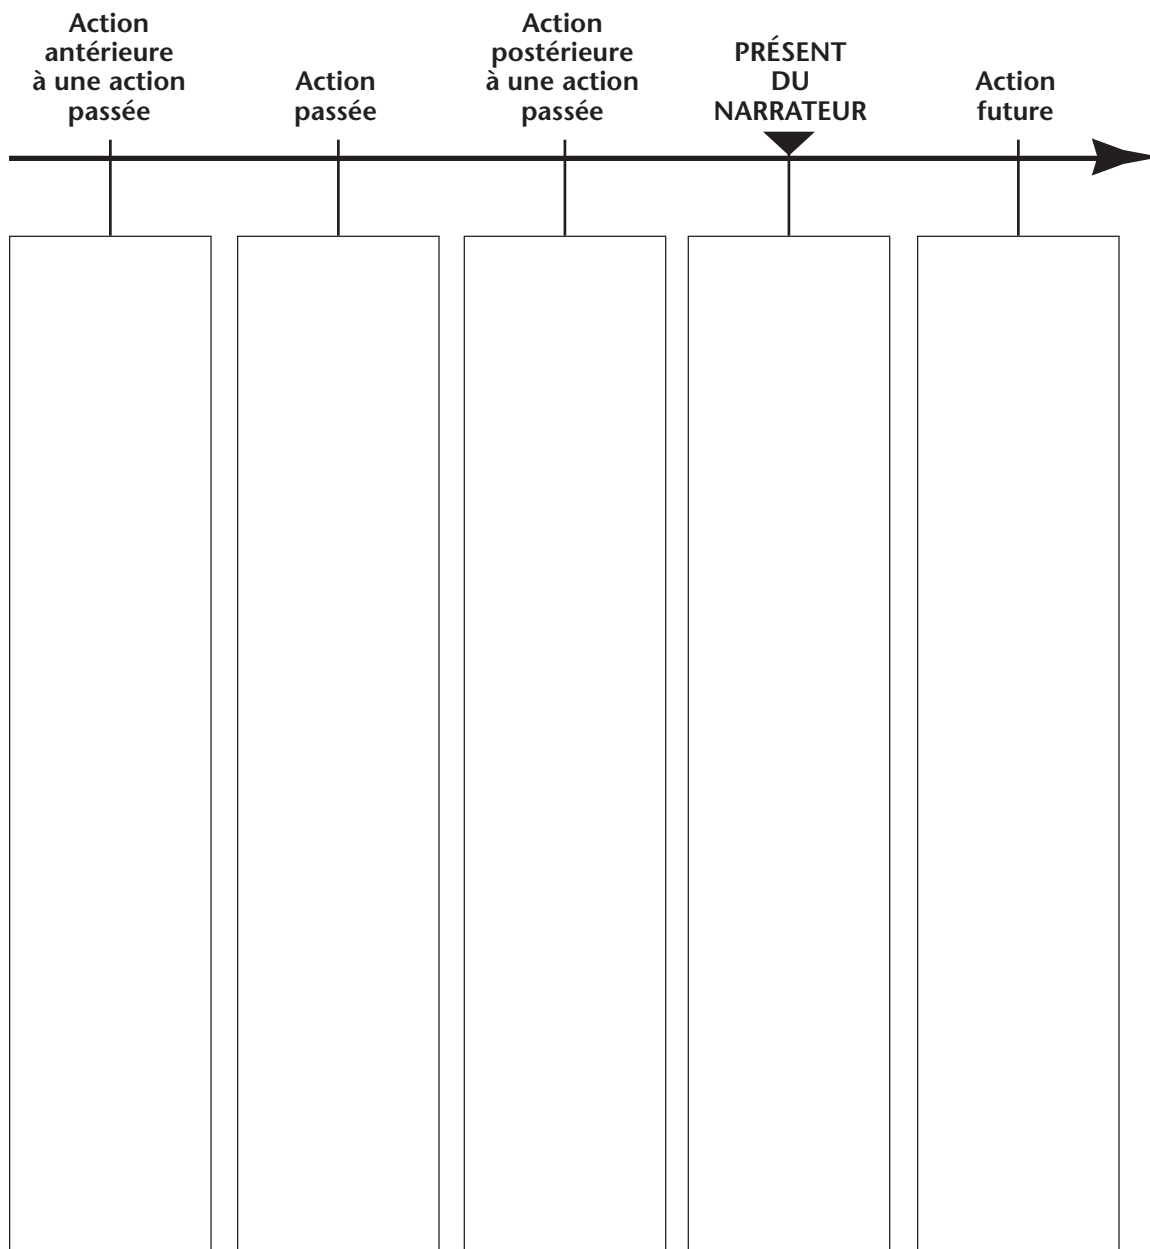 Action
antérieure
à une action
passée
Action
passée
Action
postérieure
à une action
passée
PRÉSENT
DU
NARRATEUR
Action
future